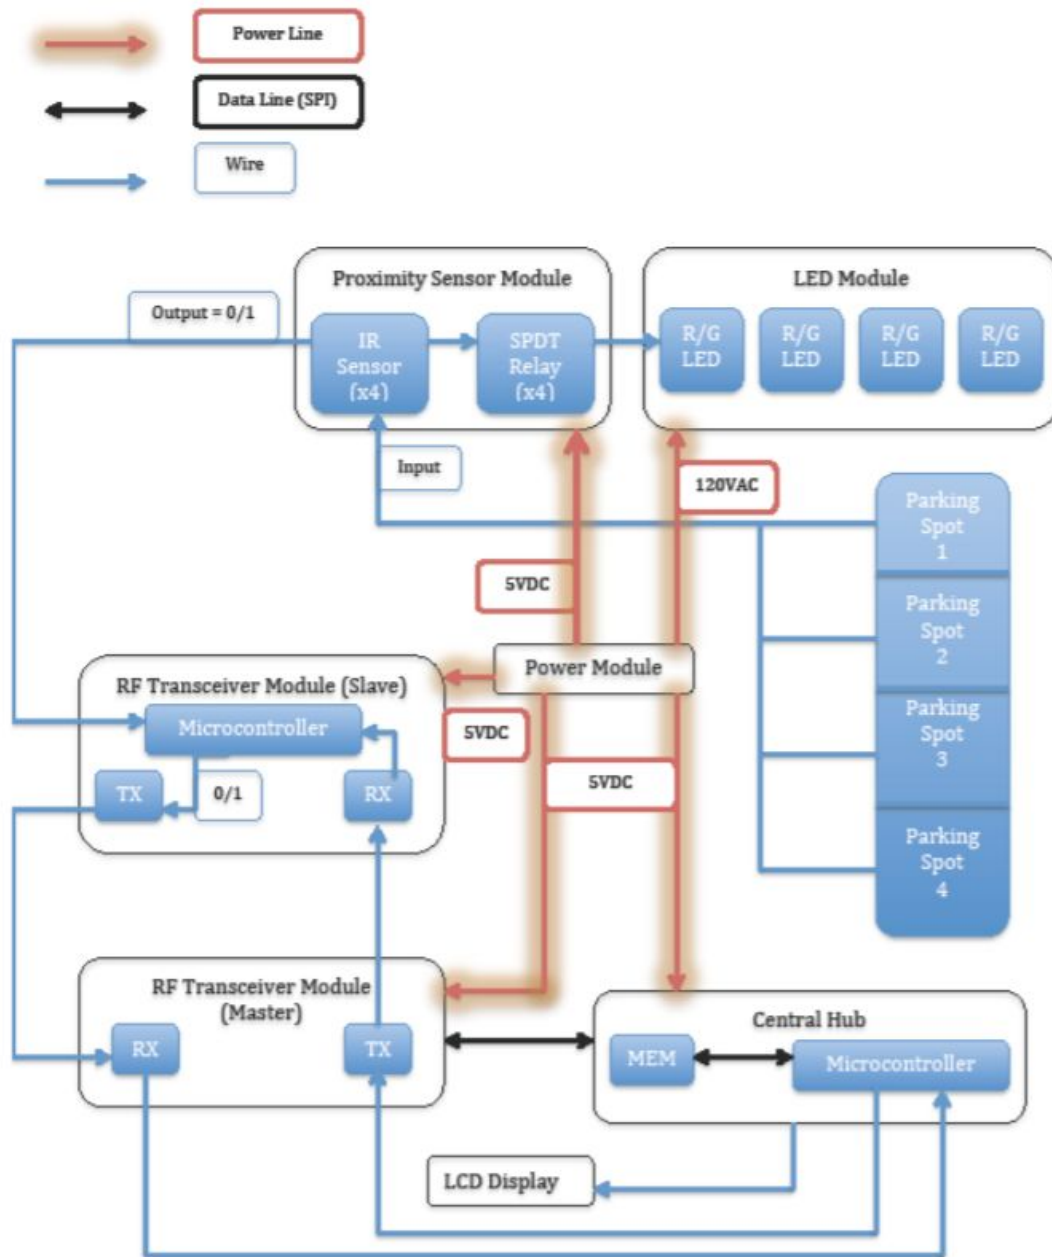 Power Line
Data Line (SPI)
Wire
Proximity Sensor Module
LED Module
Output = 0/1
IR
Sensor
(x4)
SPDT
Relay
(x4)
R/G
LED
R/G
LED
R/G
LED
R/G
LED
Input
120VAC
Parking
Spot
1
5VDC
Parking
Spot
2
Power Module
RF Transceiver Module (Slave)
Microcontroller
5VDC
Parking
Spot
3
TX
0/1
RX
5VDC
Parking
Spot
4
RF Transceiver Module
(Master)
RX
TX
Central Hub
MEM
Microcontroller
LCD Display